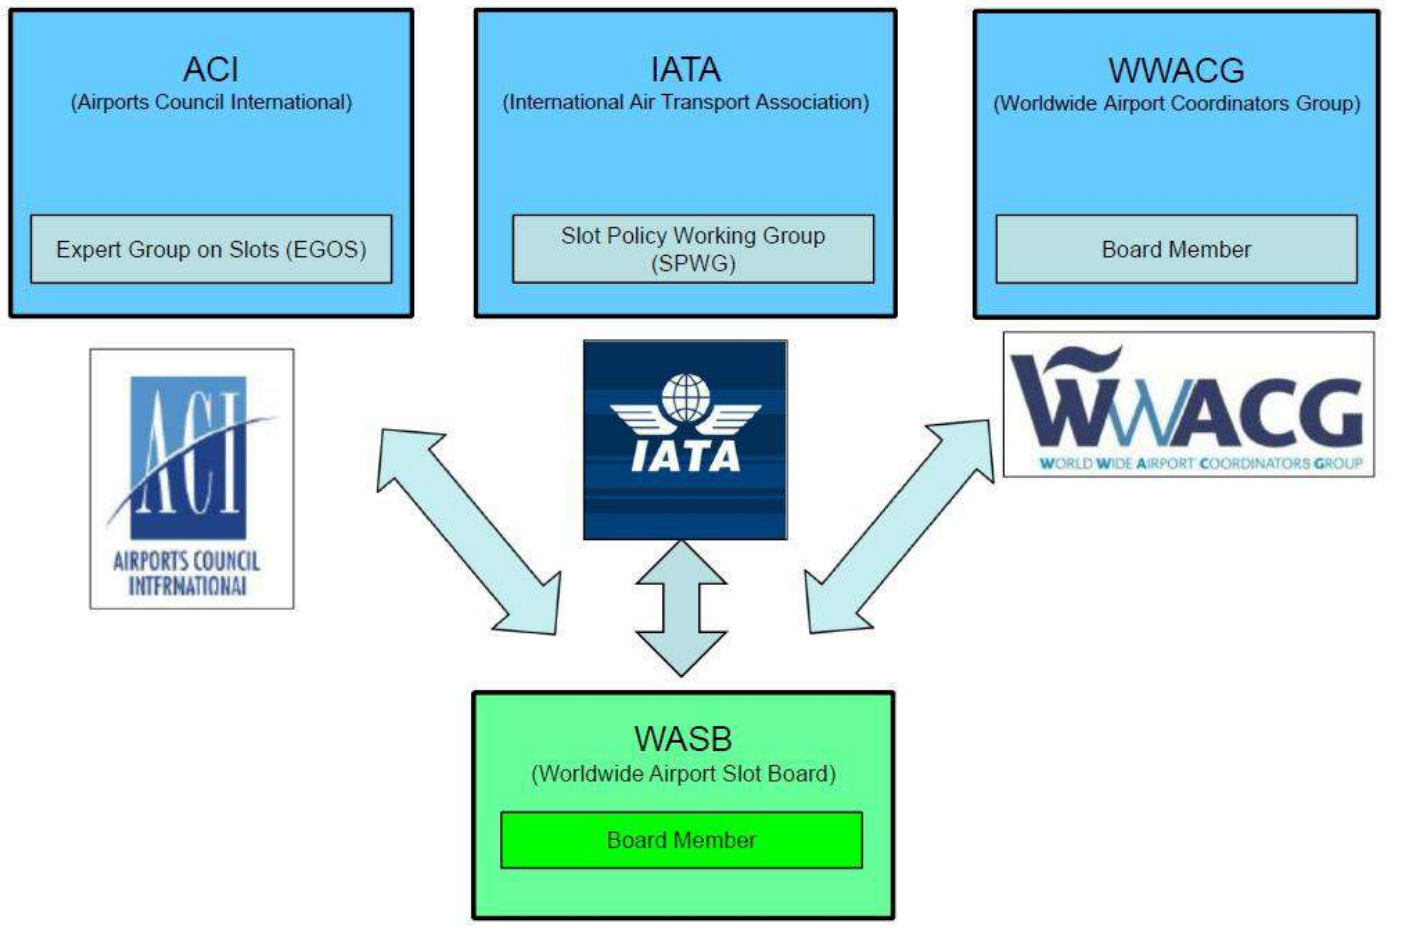 ACI
(Airports Council International)
Expert Group on Slots (EGOS)
IATA
(International Air Transport Association)
Slot Policy Working Group
(SPWG)
WWACG
(Worldwide Airport Coordinators Group)
Board Member
ACI
AIRPORTS COUNCIL
INTERNATIONAL
IATA
WWACG
WORLD WIDE AIRPORT COORDINATORS GROUP
WASB
(Worldwide Airport Slot Board)
Board Member